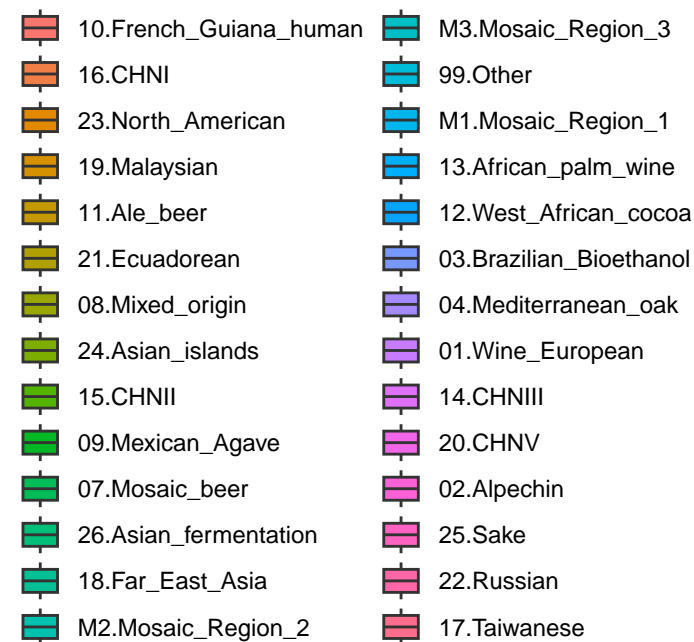 10.French_Guiana_human
16.CHNI
23.North_American
19.Malaysian
11.Ale_beer
21.Ecuadorean
08.Mixed_origin
24.Asian_islands
15.CHNII
09.Mexican_Agave
07.Mosaic_beer
26.Asian_fermentation
18.Far_East_Asia
M2.Mosaic_Region_2
M3.Mosaic_Region_3
99.Other
M1.Mosaic_Region_1
13.African_palm_wine
12.West_African_cocoa
03.Brazilian_Bioethanol
04.Mediterranean_oak
01.Wine_European
14.CHNIII
20.CHNV
02.Alpechin
25.Sake
22.Russian
17.Taiwanese